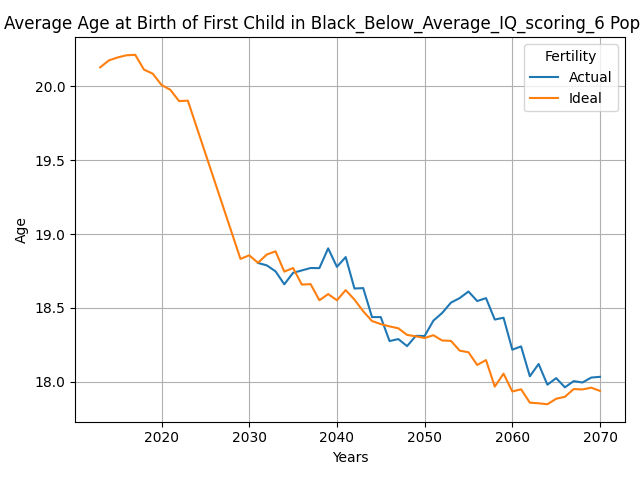 Average Age at Birth of First Child in Black_Below_Average_IQ_scoring_6 Pop
Fertility
Actual
Ideal
20.0
19.5
19.0
18.5
18.0
Age
2020 2030 2040 2050 2060 2070
Years